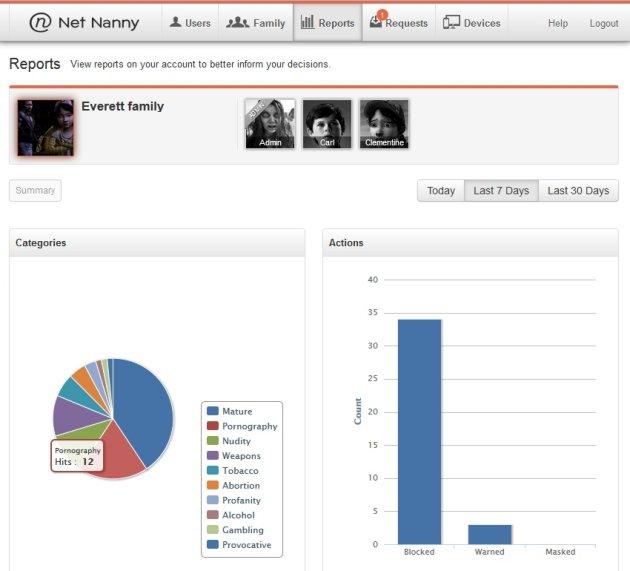 Net Nanny
Users
Family
Reports
1
Requests
Devices
Help
Logout
Reports View reports on your account to better inform your decisions.
Everett family
Admin
Carl
Clementine
Summary
Today
Last 7 Days
Last 30 Days
Categories
Pornography
Hits : 12
Mature
Pornography
Nudity
Weapons
Tobacco
Abortion
Profanity
Alcohol
Gambling
Provocative
Actions
40
35
30
25
20
15
10
5
0
Count
Blocked
Warned
Masked